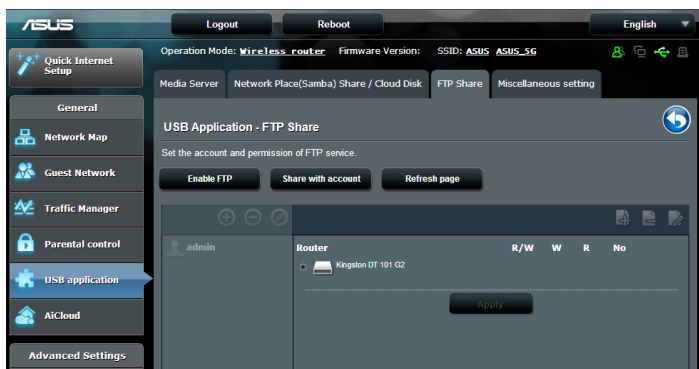 ASUS
Logout Reboot English
Quick Internet
Setup
Operation Mode: Wireless router Firmware Version: SSID: ASUS ASUS_5G
Media Server Network Place(Samba) Share / Cloud Disk FTP Share Miscellaneous setting
General
Network Map
Guest Network
Traffic Manager
Parental control
USB application
AiCloud
Advanced Settings
USB Application - FTP Share
Set the account and permission of FTP service.
Enable FTP Share with account Refresh page
admin
Router R/W W R No
Kingston DT 101 G2
Apply